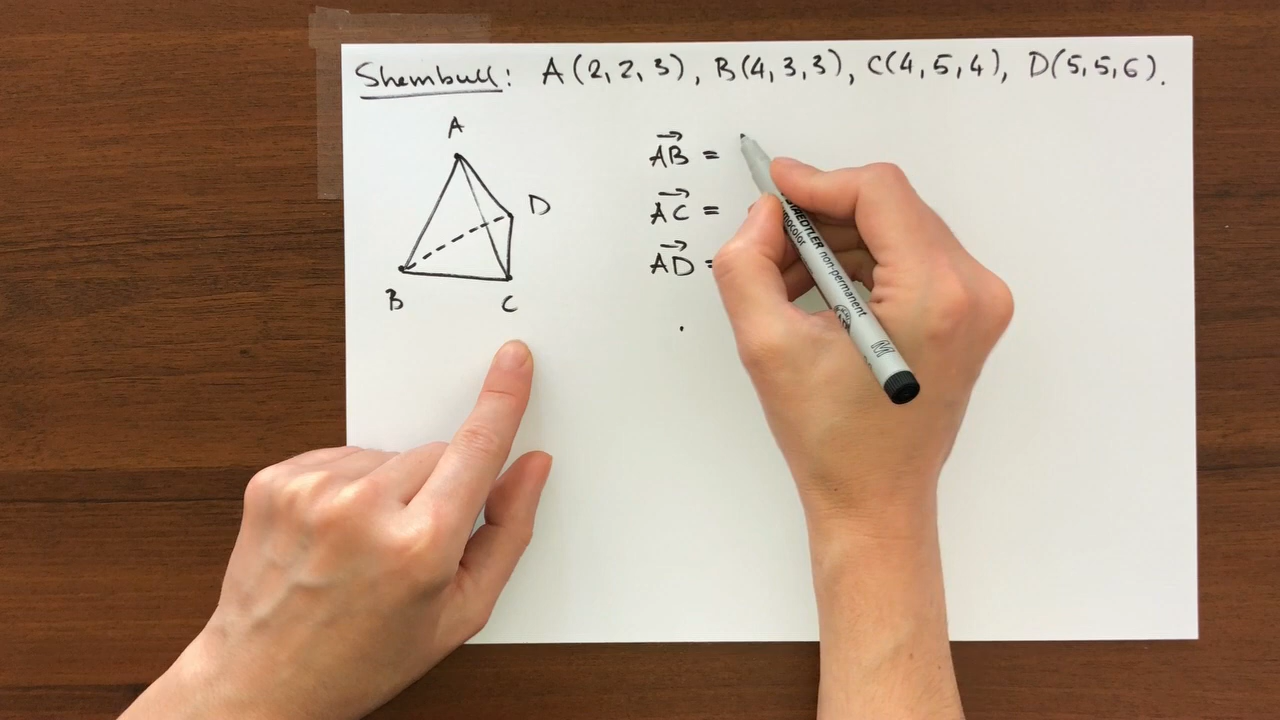 Shembull: A(2,2,3), B(4,3,3), C(4,5,4), D(5,5,6).
A
D
B
C
AB⃗ =
AC⃗ =
AD⃗ =
STAEDTLER non-permanent
M